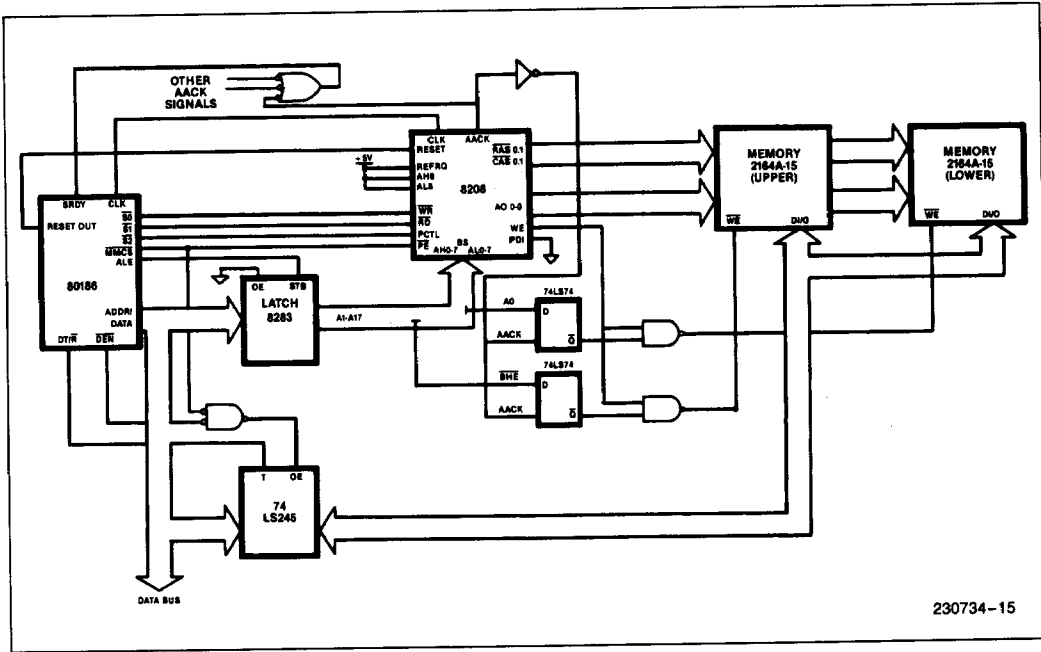 OTHER
AACK
SIGNALS
SRDY CLK
RESET OUT
S0
S1
S2
MMCS
ALE
80186
ADDR/
DATA
DT/R DEN
CLK AACK
RESET
+5V
REFRQ
AHS
ALS
8208
RAS 0,1
CAS 0,1
AO 0-9
WR
RD
PCTL
PE
WE
PDI
BS
AH0-7 AL0-7
OE STB
LATCH
8283
A1-A17
74LS74
A0
D
AACK
Q
74LS74
BHE
D
AACK
Q
MEMORY
2164A-15
(UPPER)
WE DI/O
MEMORY
2164A-15
(LOWER)
WE DI/O
T OE
74
LS245
DATA BUS
230734-15